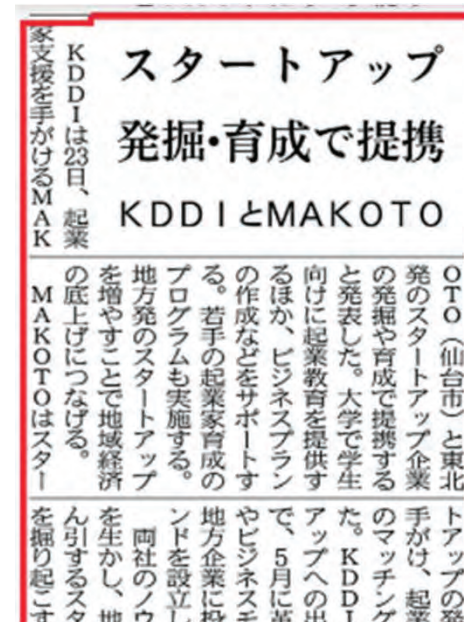 スタートアップ
発掘・育成で提携
KDDIとMAKOTO
KDDIは23日、起業
家支援を手がけるMAK
OTO（仙台市）と東北
発のスタートアップ企業
の発掘や育成で提携する
と発表した。大学で学生
向けに起業教育を提供す
るほか、ビジネスプラン
の作成などをサポートす
る。若手の起業家育成の
プログラムも実施する。
地方発のスタートアップ
を増やすことで地域経済
の底上げにつなげる。
MAKOTOはスター
トアップの発
手がけ、起業
のマッチング
た。KDD
アップへの出
で、5月に革
やビジネスモ
地方企業に投
ンドを設立し
両社のノウ
を生かし、地
ん引するスタ
を掘り起こす